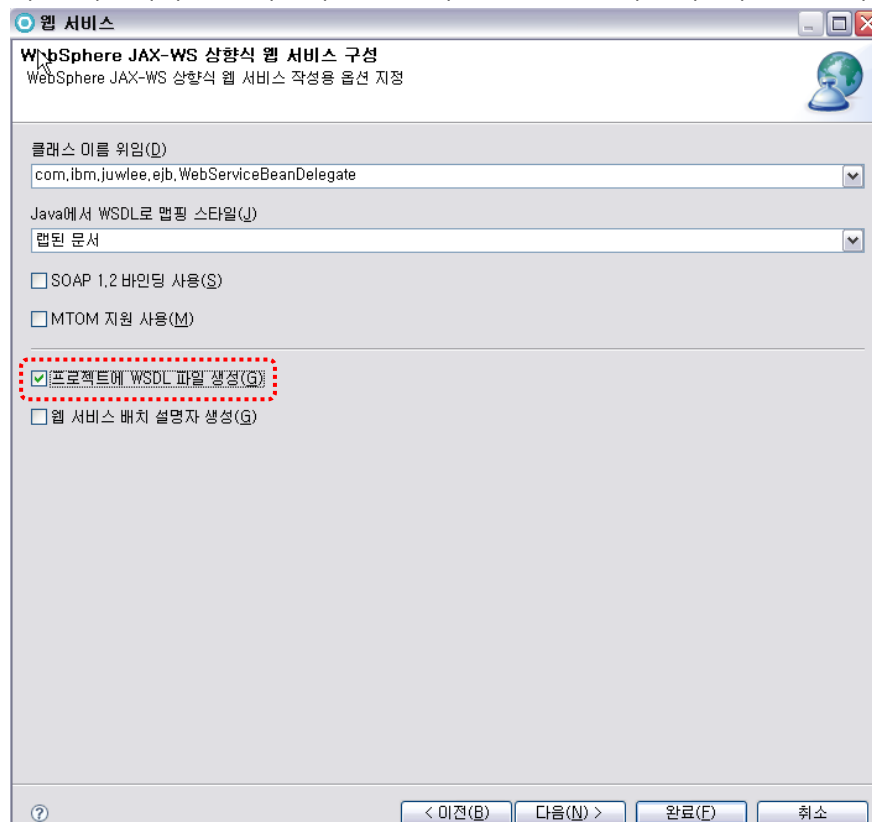 웹 서비스
WebSphere JAX-WS 상향식 웹 서비스 구성
WebSphere JAX-WS 상향식 웹 서비스 작성용 옵션 지정
클래스 이름 위임(D)
com.ibm.juwlee.ejb.WebServiceBeanDelegate
Java에서 WSDL로 맵핑 스타일(J)
랩된 문서
SOAP 1.2 바인딩 사용(S)
MTOM 지원 사용(M)
프로젝트에 WSDL 파일 생성(G)
웹 서비스 배치 설명자 생성(G)
< 이전(B) 다음(N) > 완료(F) 취소